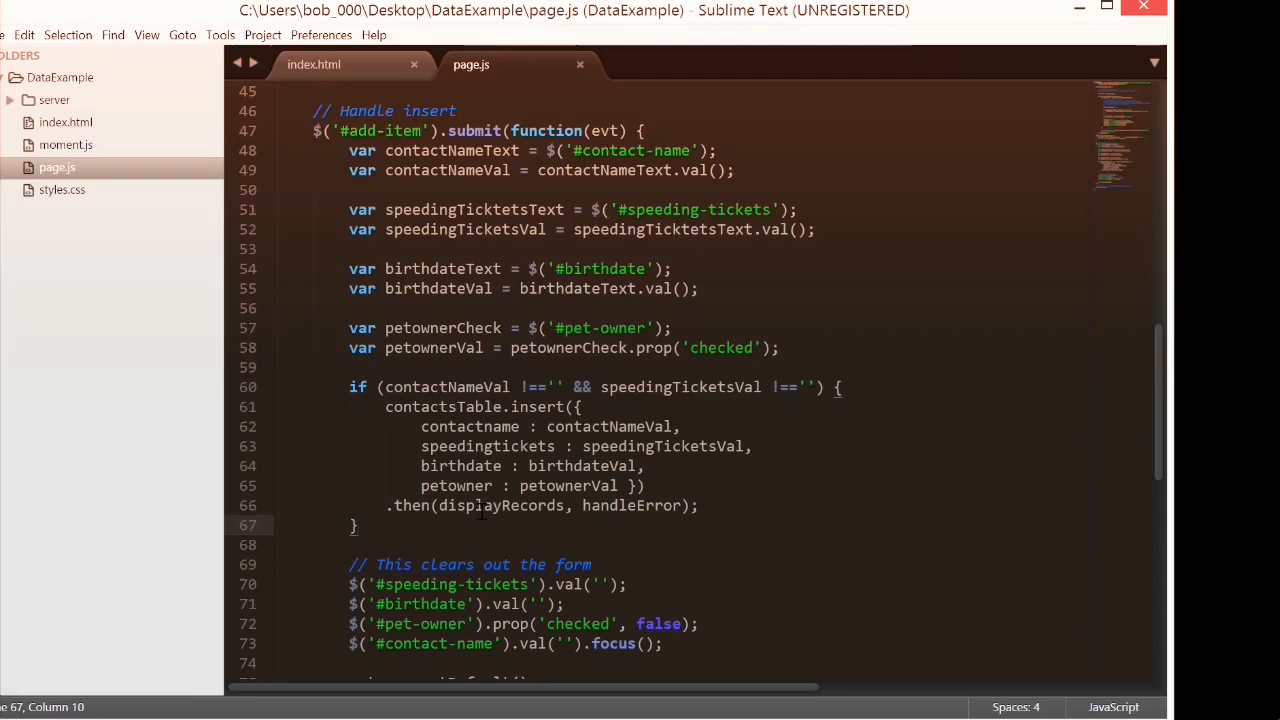 C:\Users\bob_000\Desktop\DataExample\page.js (DataExample) - Sublime Text (UNREGISTERED)
e Edit Selection Find View Goto Tools Project Preferences Help
OLDERS
DataExample
server
index.html
moment.js
page.js
styles.css
index.html page.js
45
46 // Handle insert
47 $('#add-item').submit(function(evt) {
48 var contactNameText = $('#contact-name');
49 var contactNameVal = contactNameText.val();
50
51 var speedingTicktetsText = $('#speeding-tickets');
52 var speedingTicketsVal = speedingTicktetsText.val();
53
54 var birthdateText = $('#birthdate');
55 var birthdateVal = birthdateText.val();
56
57 var petownerCheck = $('#pet-owner');
58 var petownerVal = petownerCheck.prop('checked');
59
60 if (contactNameVal !=='' && speedingTicketsVal !=='') {
61 contactsTable.insert({
62 contactname : contactNameVal,
63 speedingtickets : speedingTicketsVal,
64 birthdate : birthdateVal,
65 petowner : petownerVal })
66 .then(displayRecords, handleError);
67 }
68
69 // This clears out the form
70 $('#speeding-tickets').val('');
71 $('#birthdate').val('');
72 $('#pet-owner').prop('checked', false);
73 $('#contact-name').val('').focus();
74
ne 67, Column 10 Spaces: 4 JavaScript